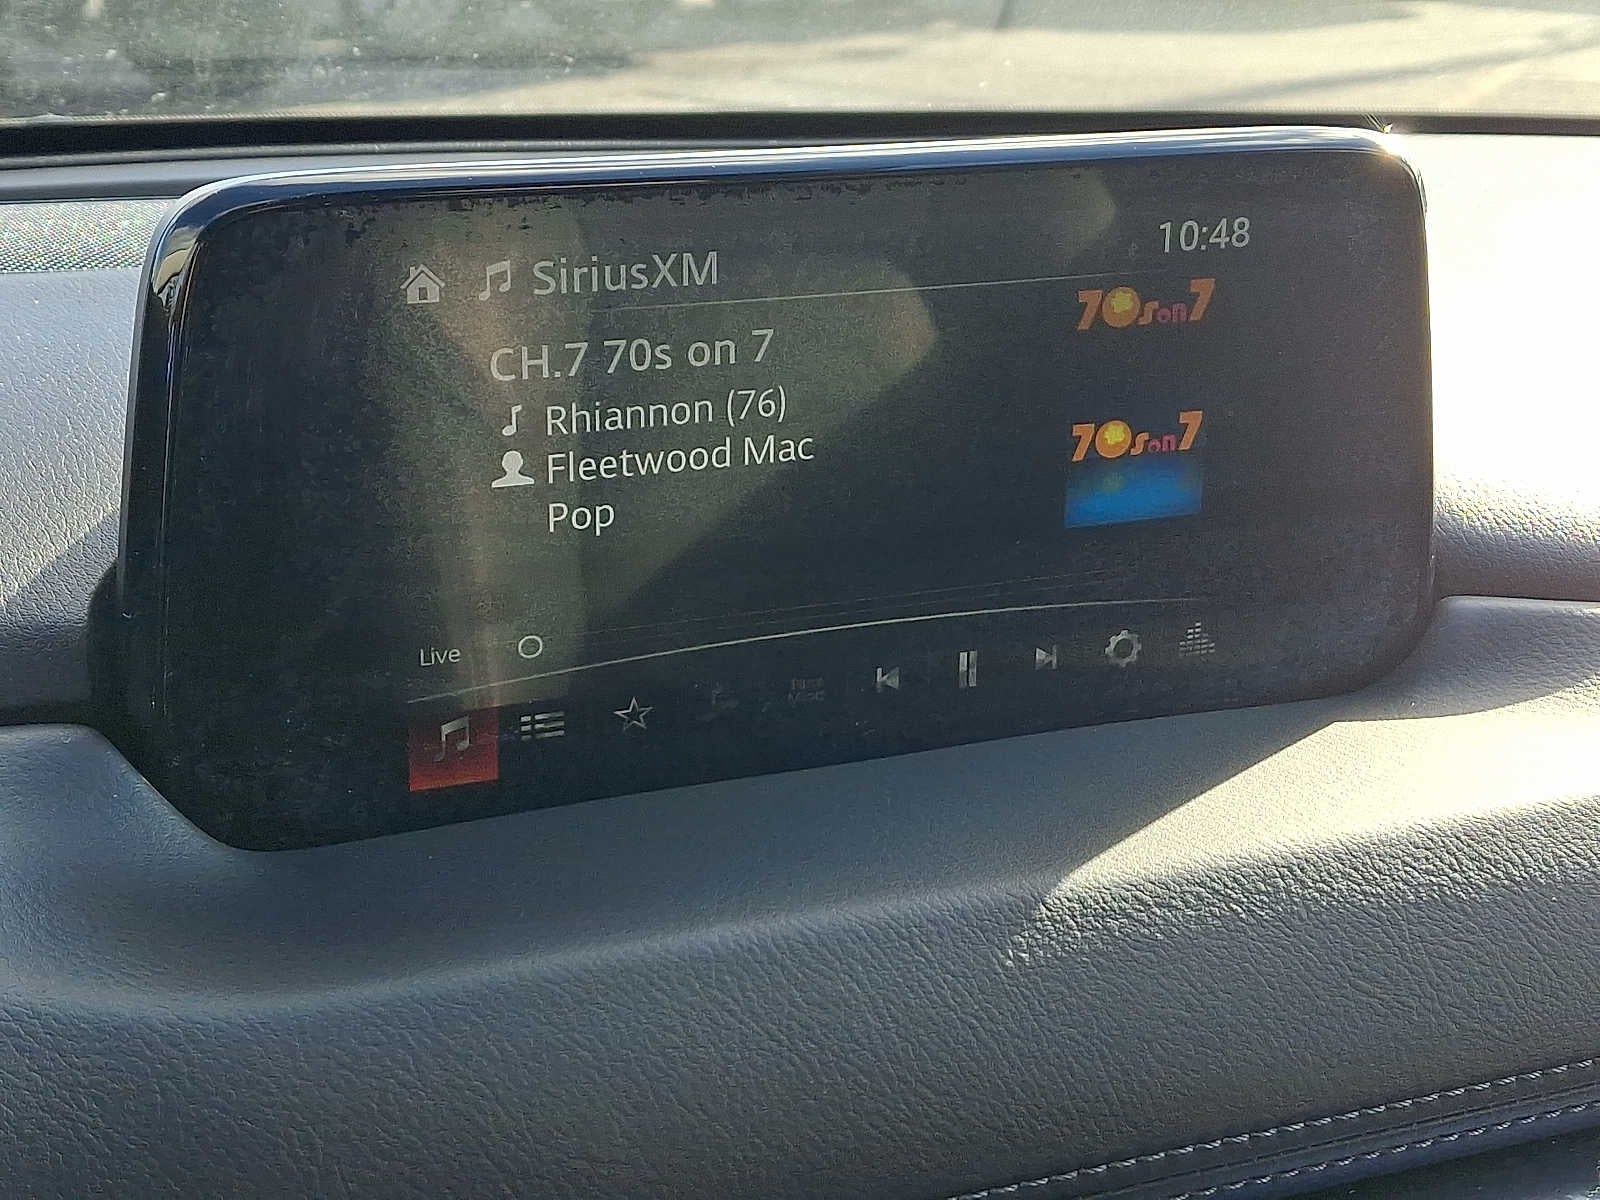 SiriusXM
10:48
70s on 7
CH.7 70s on 7
Rhiannon (76)
Fleetwood Mac
Pop
70s on 7
Live